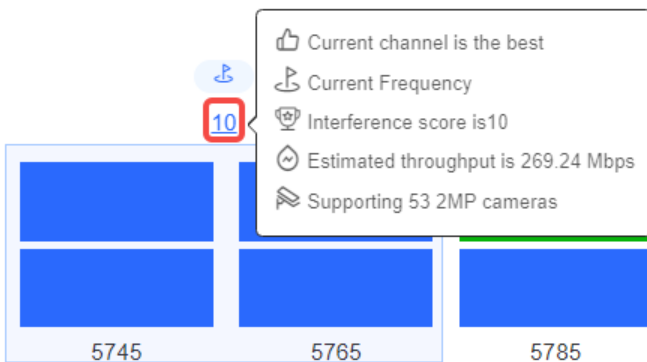 Current channel is the best
Current Frequency
10
Interference score is10
Estimated throughput is 269.24 Mbps
Supporting 53 2MP cameras
5745
5765
5785